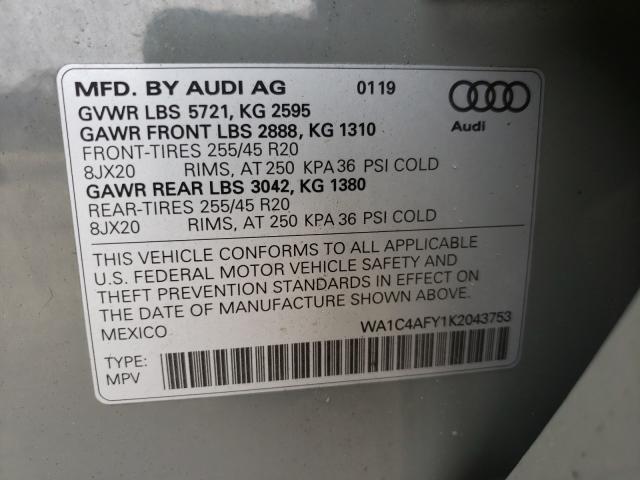 MFD. BY AUDI AG 0119
GVWR LBS 5721, KG 2595
GAWR FRONT LBS 2888, KG 1310
FRONT-TIRES 255/45 R20
8JX20 RIMS, AT 250 KPA 36 PSI COLD
GAWR REAR LBS 3042, KG 1380
REAR-TIRES 255/45 R20
8JX20 RIMS, AT 250 KPA 36 PSI COLD
Audi
THIS VEHICLE CONFORMS TO ALL APPLICABLE
U.S. FEDERAL MOTOR VEHICLE SAFETY AND
THEFT PREVENTION STANDARDS IN EFFECT ON
THE DATE OF MANUFACTURE SHOWN ABOVE.
MEXICO WA1C4AFY1K2043753
TYPE:
MPV